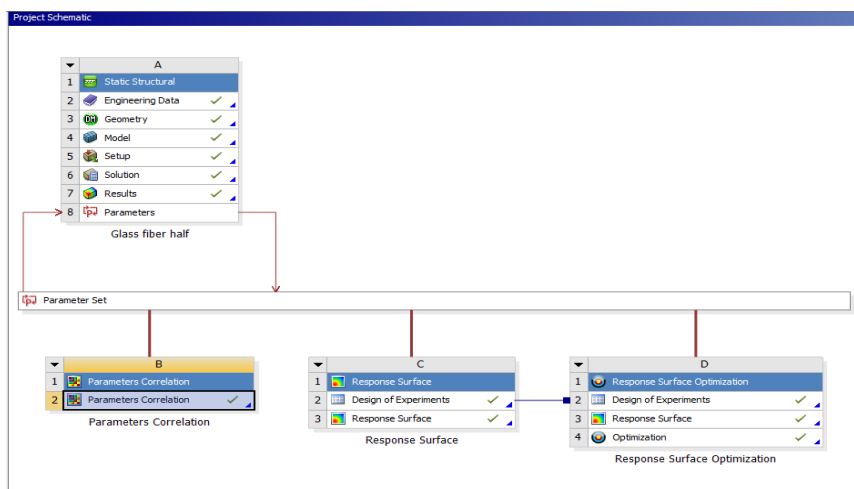 Project Schematic
A
1 Static Structural
2 Engineering Data
3 Geometry
4 Model
5 Setup
6 Solution
7 Results
8 Parameters
Glass fiber half
Parameter Set
B
1 Parameters Correlation
2 Parameters Correlation
Parameters Correlation
C
1 Response Surface
2 Design of Experiments
3 Response Surface
Response Surface
D
1 Response Surface Optimization
2 Design of Experiments
3 Response Surface
4 Optimization
Response Surface Optimization